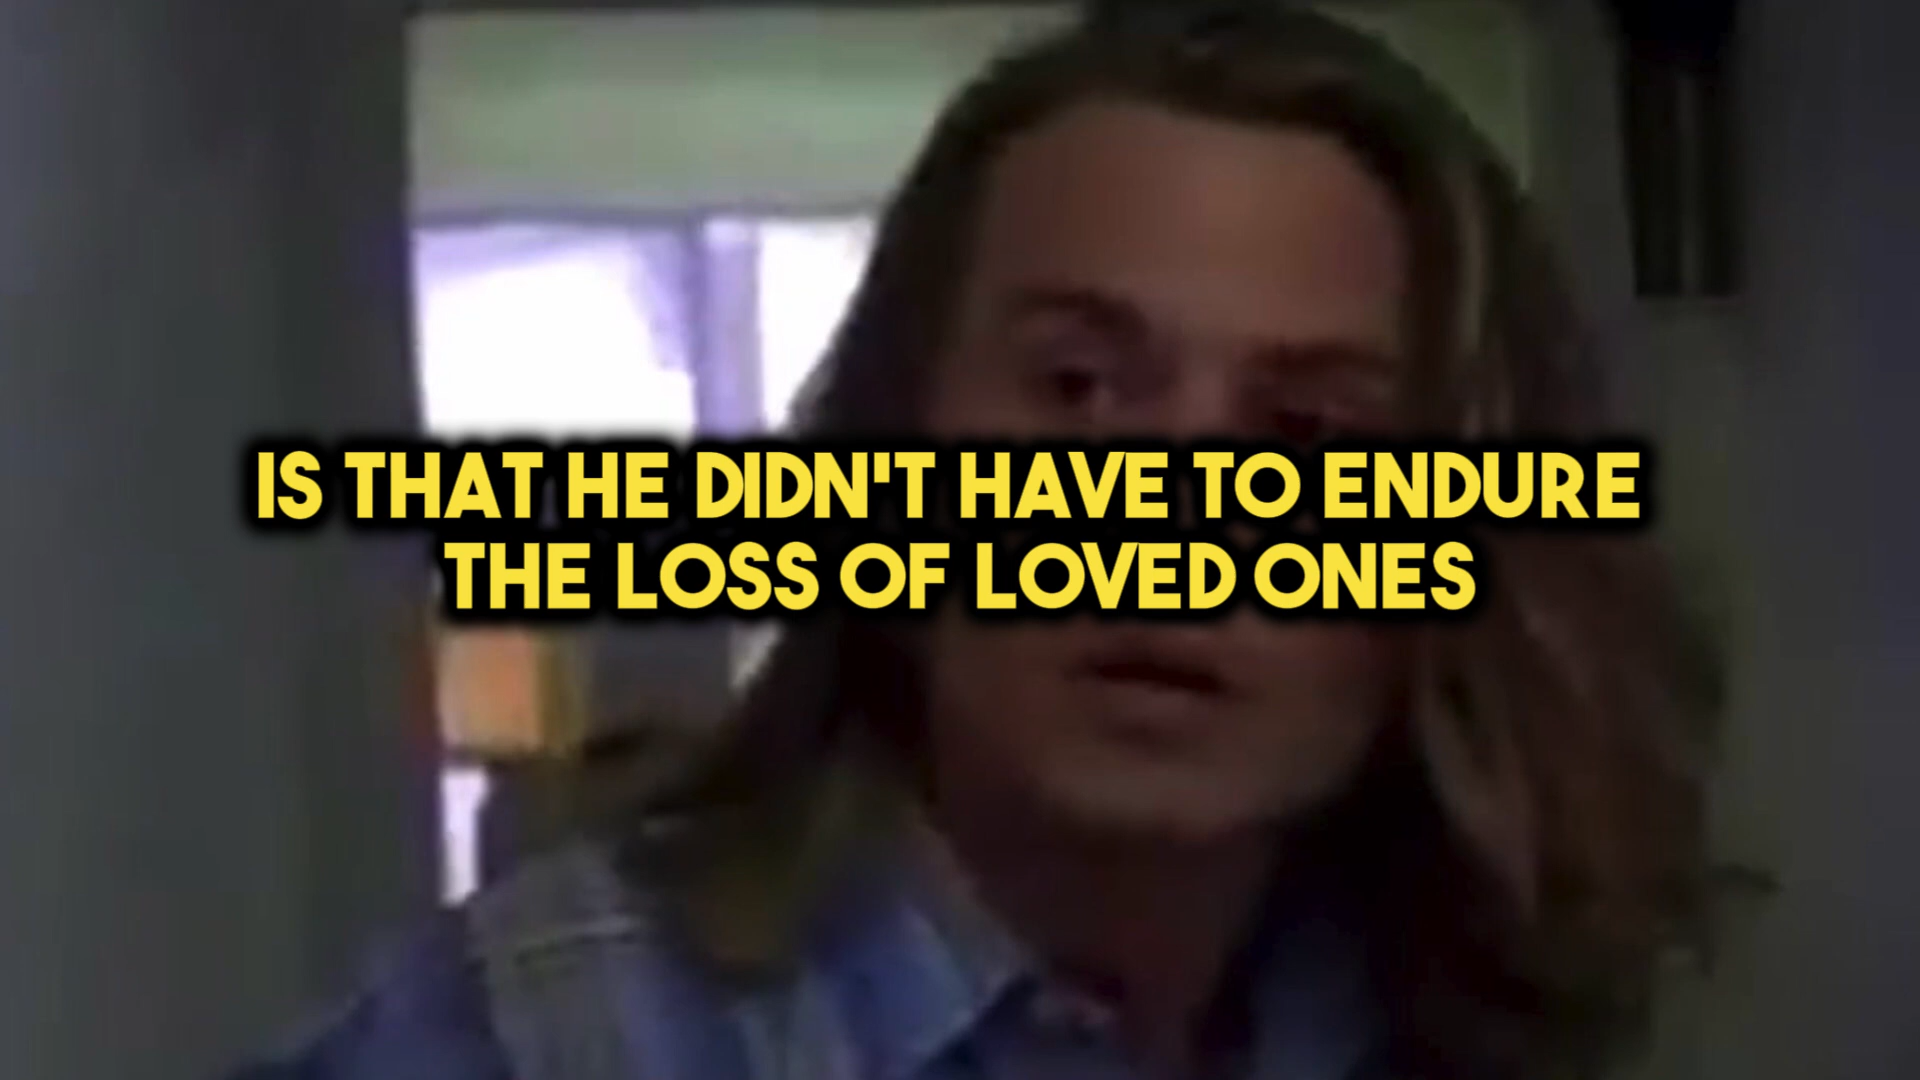 IS THAT HE DIDN'T HAVE TO ENDURE
THE LOSS OF LOVED ONES